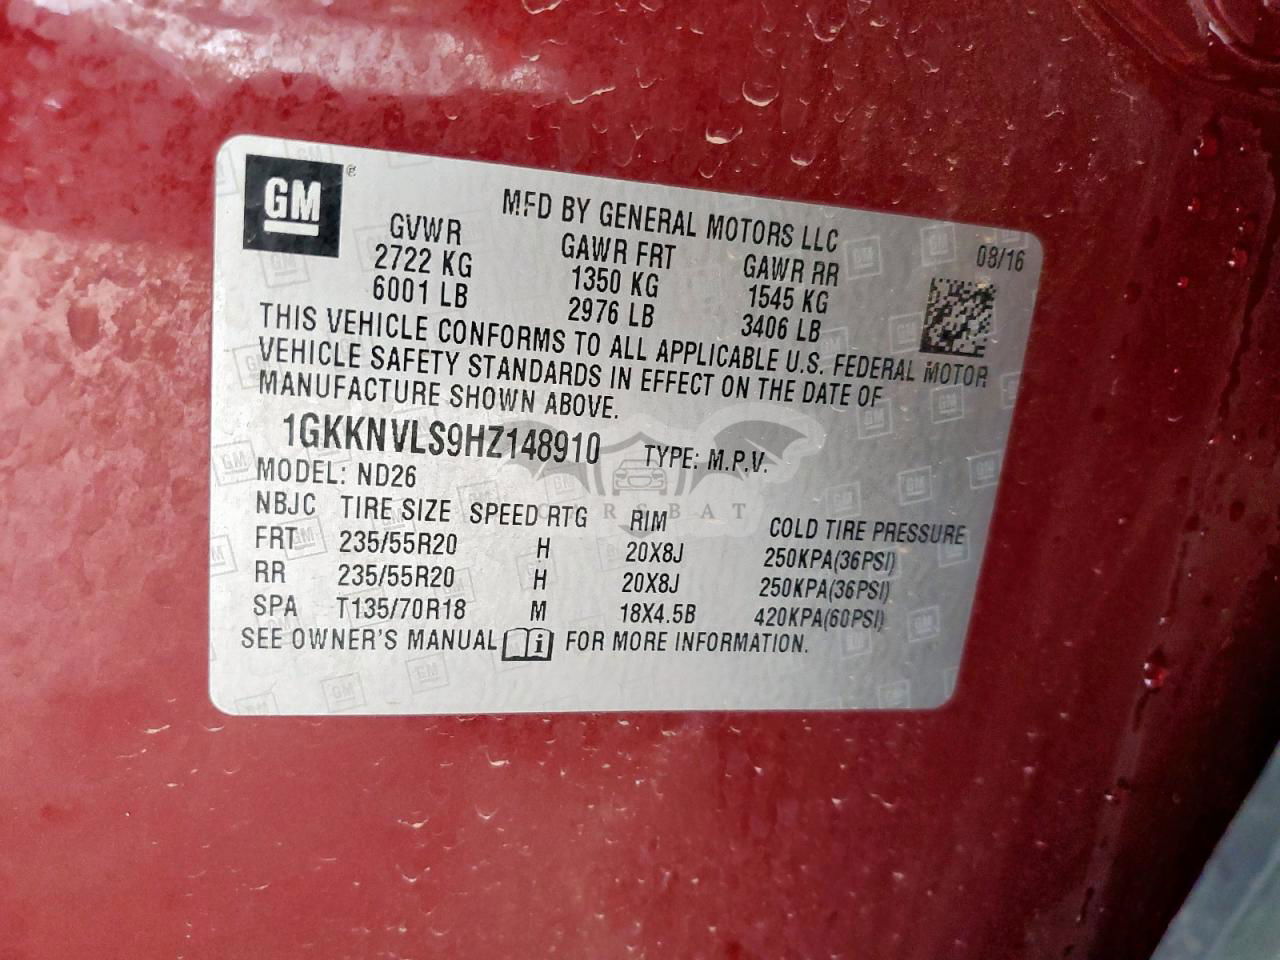 GM ®
MFD BY GENERAL MOTORS LLC
08/16
GVWR GAWR FRT GAWR RR
2722 KG 1350 KG 1545 KG
6001 LB 2976 LB 3406 LB
THIS VEHICLE CONFORMS TO ALL APPLICABLE U.S. FEDERAL MOTOR
VEHICLE SAFETY STANDARDS IN EFFECT ON THE DATE OF
MANUFACTURE SHOWN ABOVE.
1GKKNVLS9HZ148910 TYPE: M.P.V.
MODEL: ND26
NBJC TIRE SIZE SPEED RTG RIM COLD TIRE PRESSURE
FRT 235/55R20 H 20X8J 250KPA(36PSI)
RR 235/55R20 H 20X8J 250KPA(36PSI)
SPA T135/70R18 M 18X4.5B 420KPA(60PSI)
SEE OWNER'S MANUAL i FOR MORE INFORMATION.